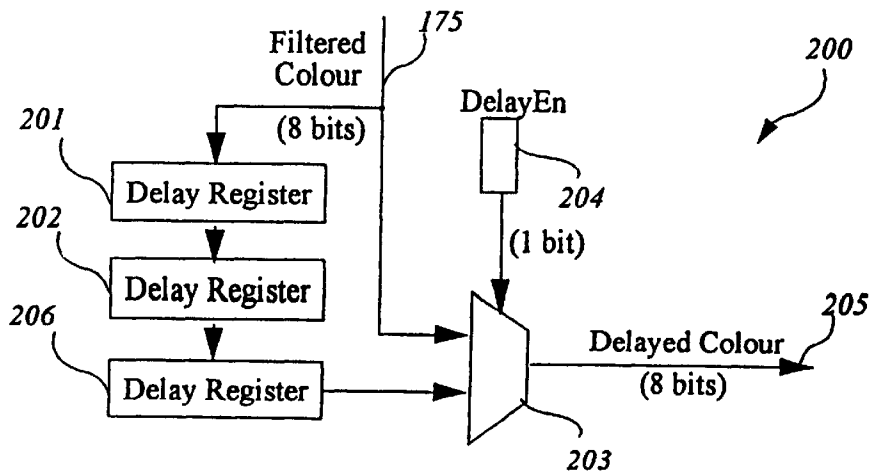 175
Filtered
Colour
200
DelayEn
(8 bits)
201
Delay Register
204
202
(1 bit)
Delay Register
206
205
Delayed Colour
Delay Register
(8 bits)
203